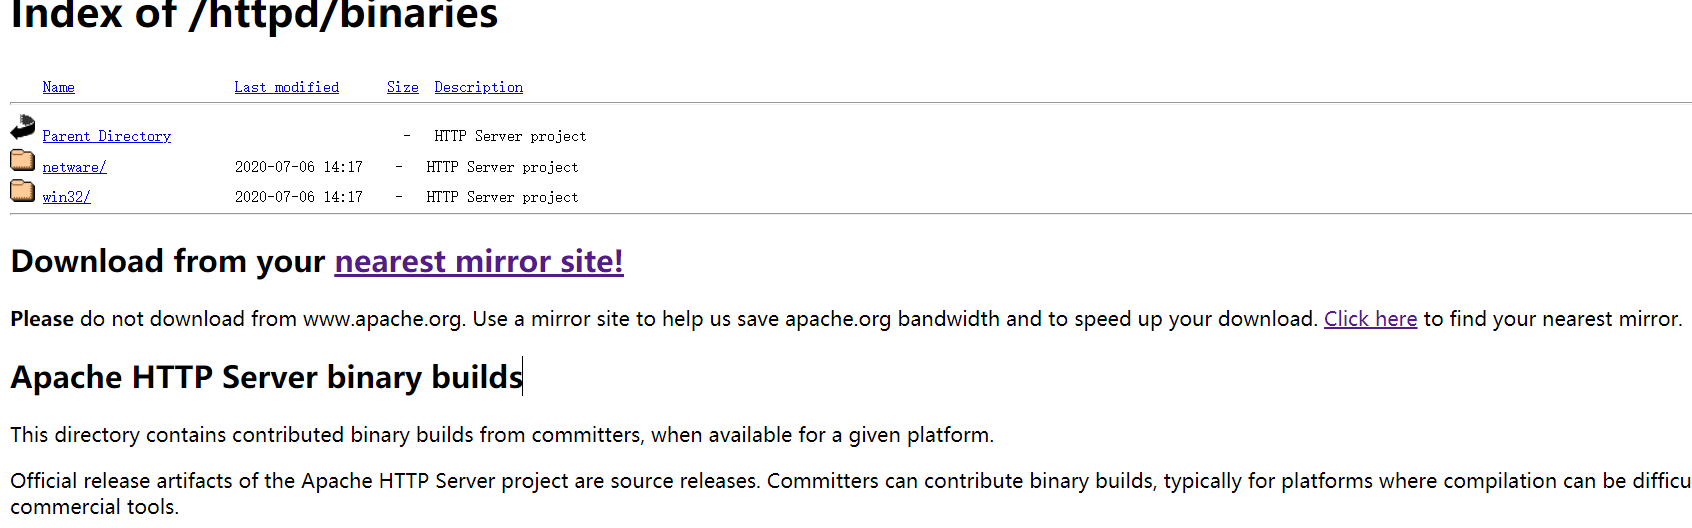 Index of /httpd/binaries
Name Last modified Size Description
Parent Directory - HTTP Server project
netware/ 2020-07-06 14:17 - HTTP Server project
win32/ 2020-07-06 14:17 - HTTP Server project
Download from your nearest mirror site!
Please do not download from www.apache.org. Use a mirror site to help us save apache.org bandwidth and to speed up your download. Click here to find your nearest mirror.
Apache HTTP Server binary builds
This directory contains contributed binary builds from committers, when available for a given platform.
Official release artifacts of the Apache HTTP Server project are source releases. Committers can contribute binary builds, typically for platforms where compilation can be difficu
commercial tools.